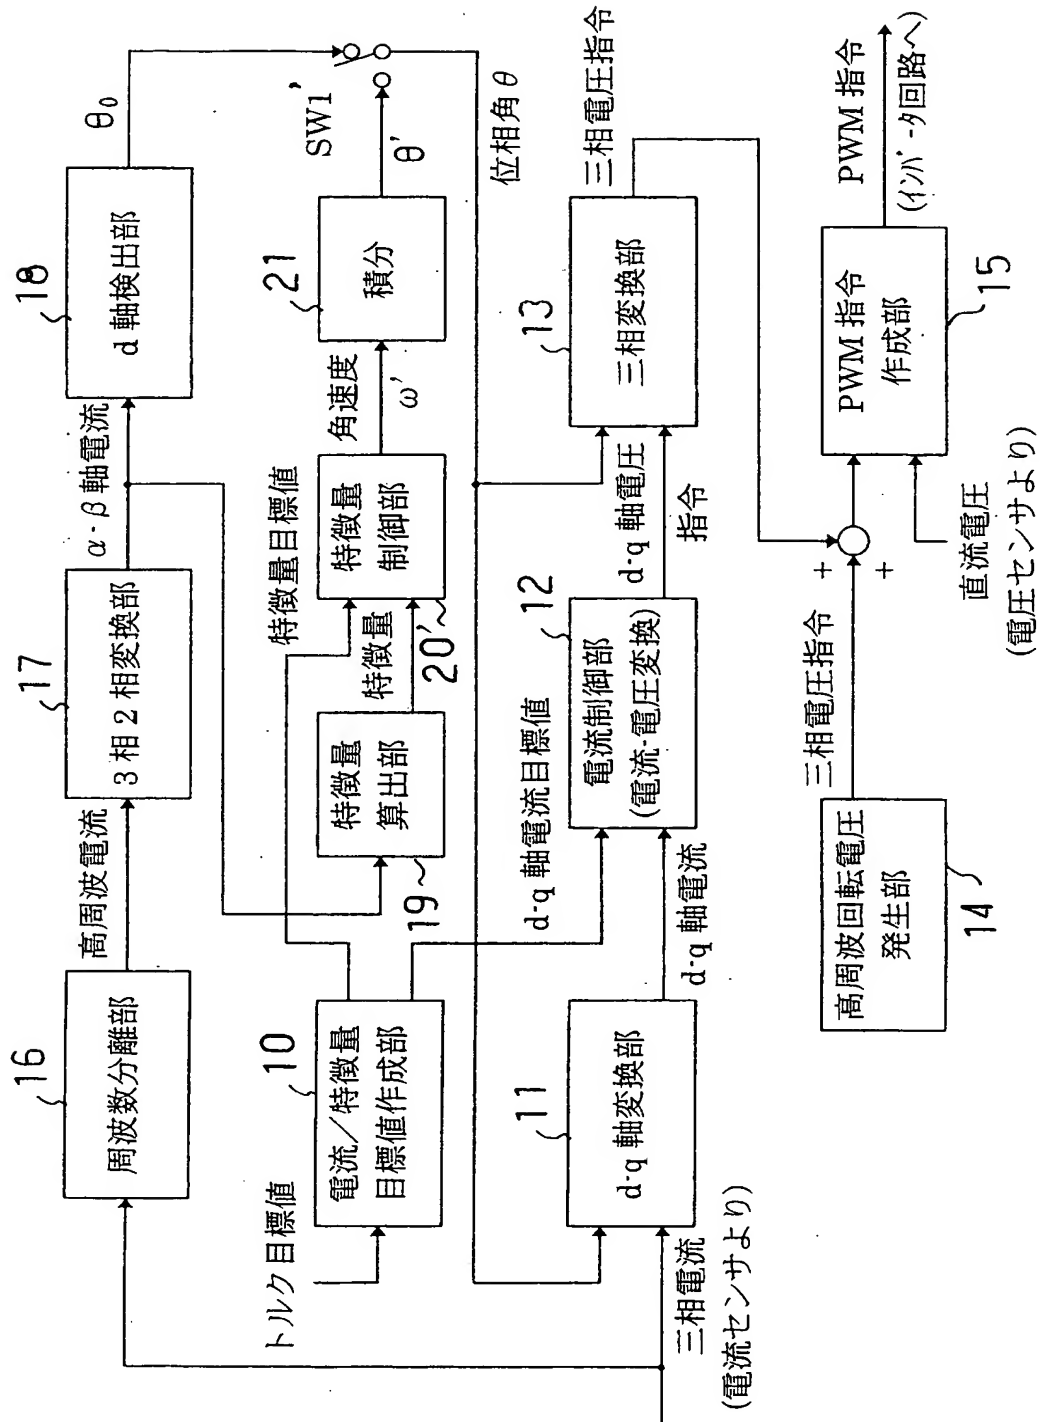 16
周波数分離部
高周波電流
17
3相2相変換部
α-β軸電流
18
d軸検出部
θ0
トルク目標値
10
電流／特徴量
目標値作成部
特徴量目標値
19
特徴量
算出部
特徴量
20'
特徴量
制御部
角速度
ω'
21
積分
θ'
SW1'
位相角θ
三相電流
(電流センサより)
11
d-q軸変換部
d-q軸電流
d-q軸電流目標値
12
電流制御部
(電流-電圧変換)
d-q軸電圧
指令
13
三相変換部
三相電圧指令
14
高周波回転電圧
発生部
三相電圧指令
+
+
直流電圧
(電圧センサより)
15
PWM指令
作成部
PWM指令
(インバータ回路へ)